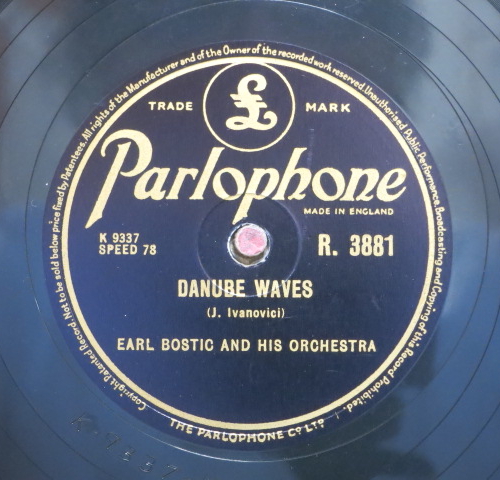 Copyright Patented Record. Not to be sold below price fixed by Patentees. All rights of the Manufacturer and of the Owner of the recorded work reserved. Unauthorised Public Performance, Broadcasting and Copying of this Record Prohibited.
£
TRADE MARK
Parlophone
MADE IN ENGLAND
K 9337 R. 3881
SPEED 78
DANUBE WAVES
(J. Ivanovici)
EARL BOSTIC AND HIS ORCHESTRA
THE PARLOPHONE CO LTD